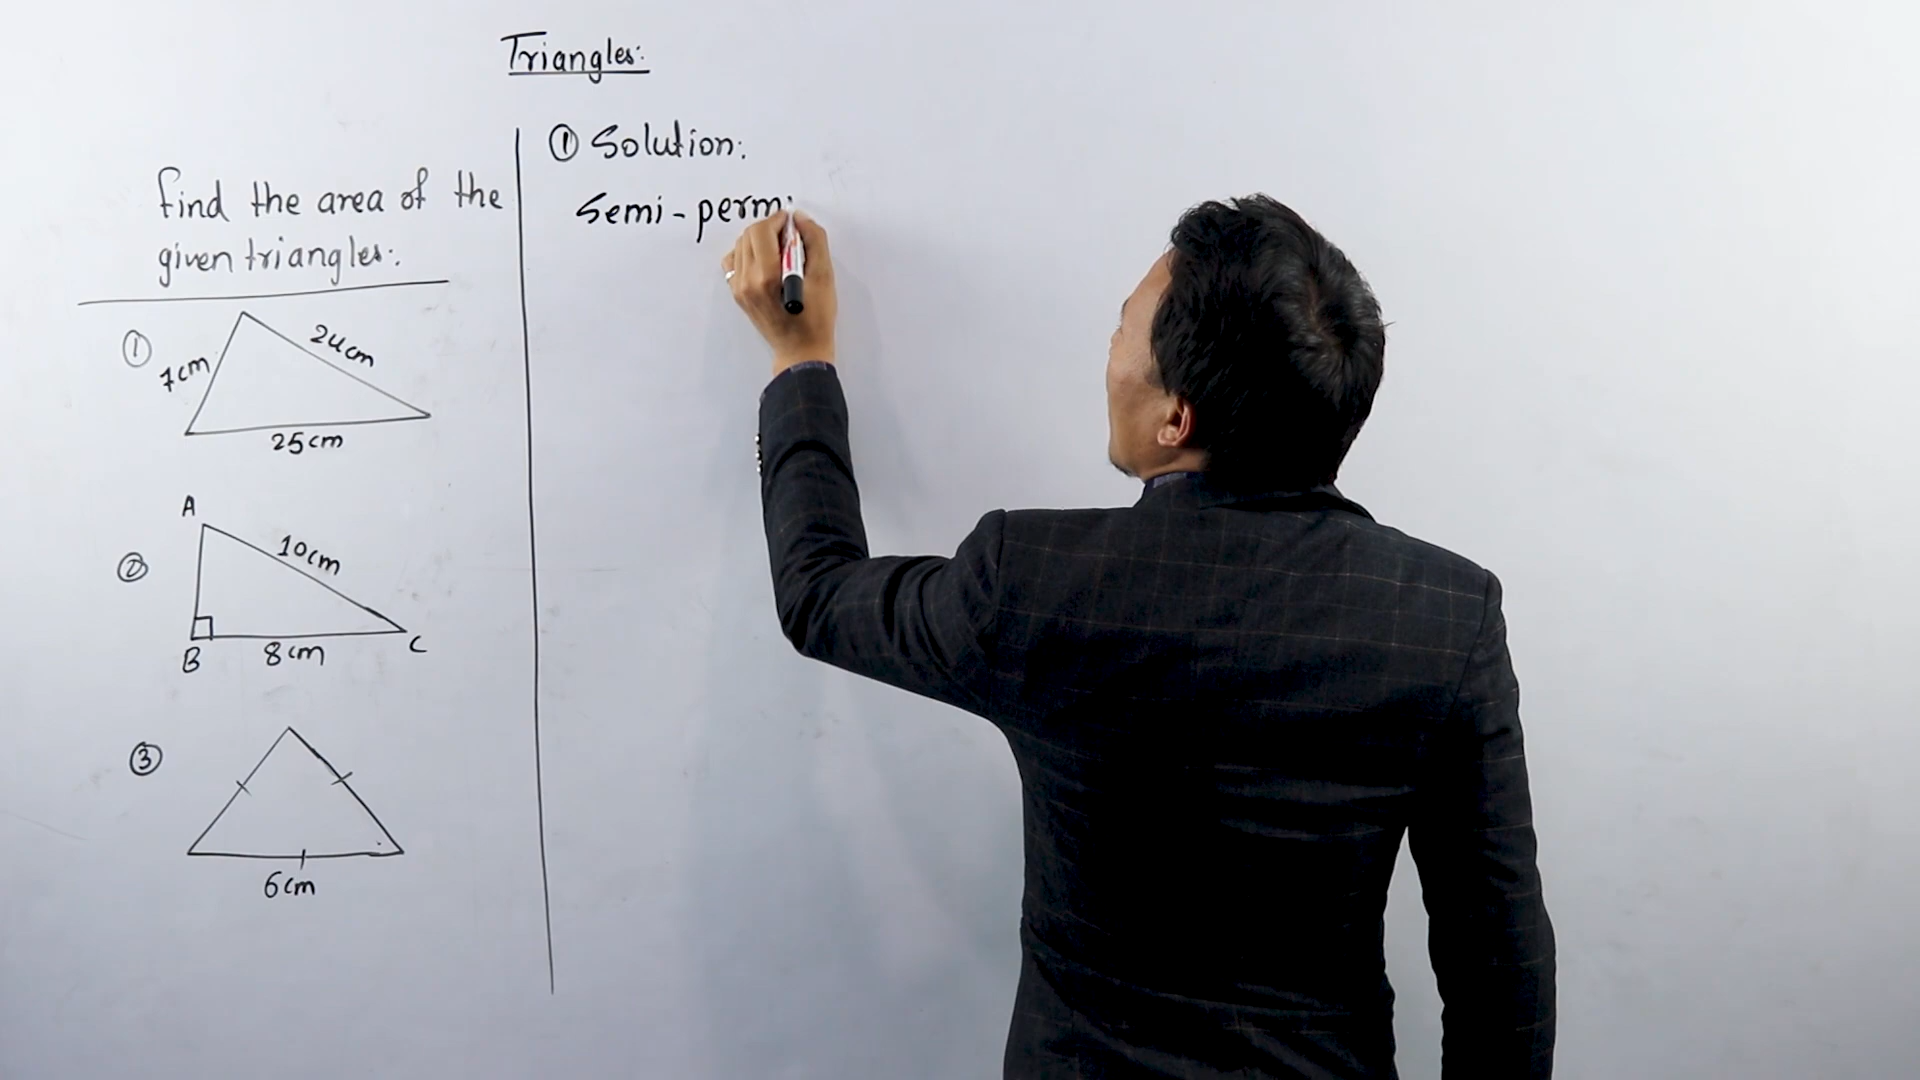 Triangles:
Find the area of the
given triangles:
① 7cm 24cm
25cm
② A 10cm
B 8cm C
③
6cm
① Solution:
Semi-perm